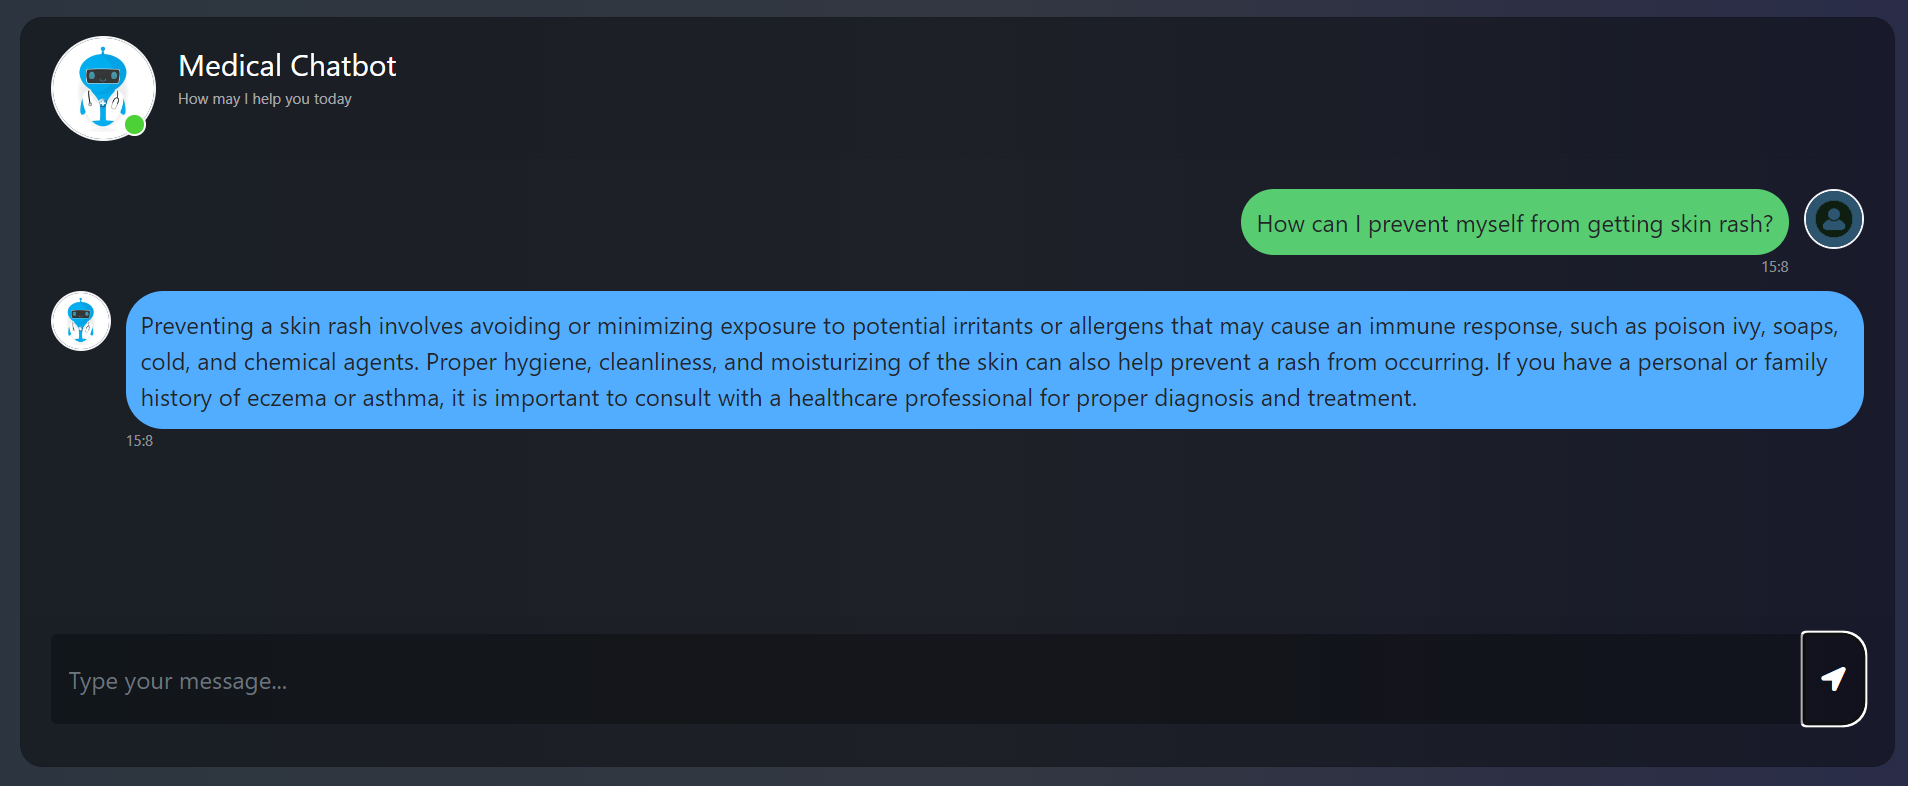 Medical Chatbot
How may I help you today
How can I prevent myself from getting skin rash?
15:8
Preventing a skin rash involves avoiding or minimizing exposure to potential irritants or allergens that may cause an immune response, such as poison ivy, soaps,
cold, and chemical agents. Proper hygiene, cleanliness, and moisturizing of the skin can also help prevent a rash from occurring. If you have a personal or family
history of eczema or asthma, it is important to consult with a healthcare professional for proper diagnosis and treatment.
15:8
Type your message...